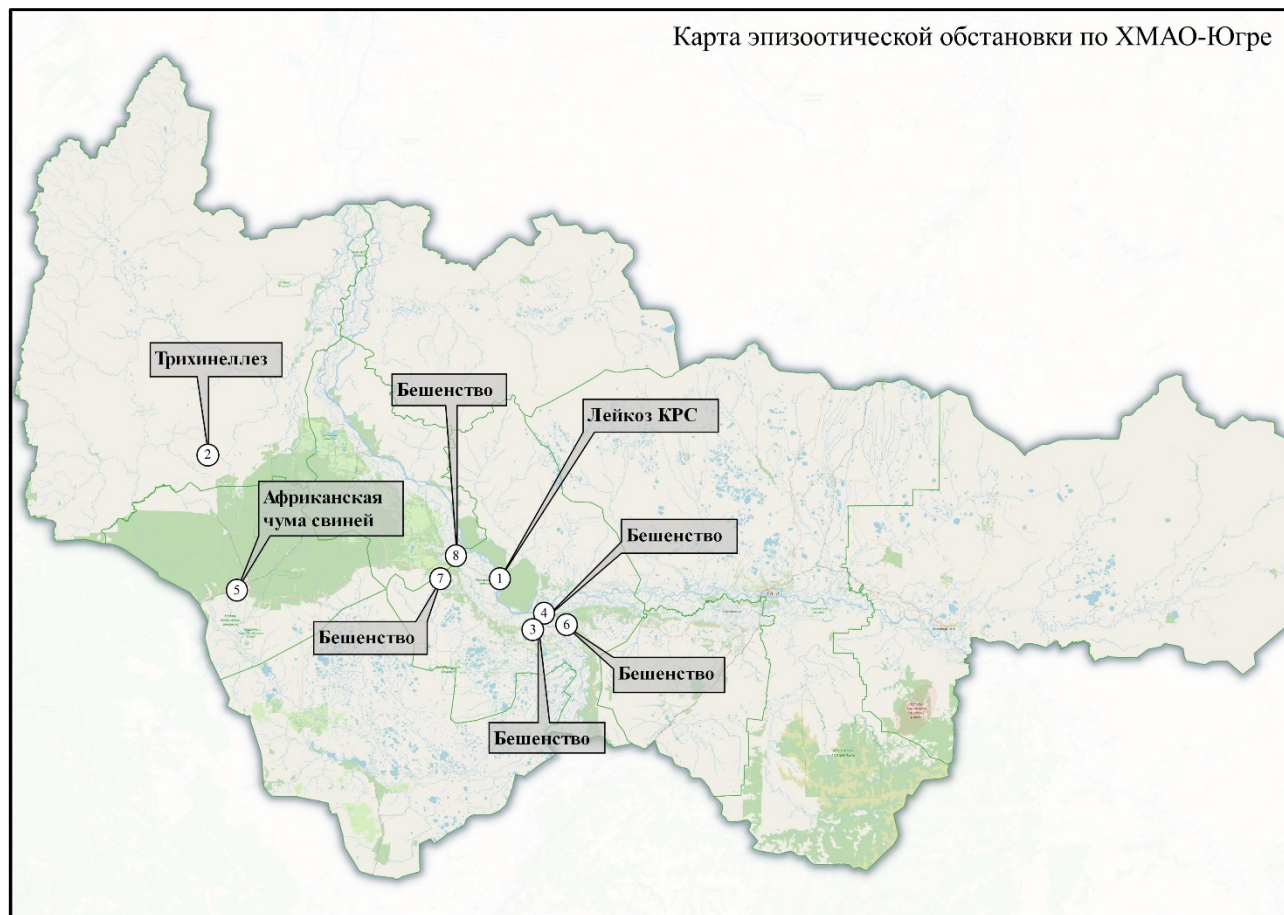 Карта эпизоотической обстановки по ХМАО-Югре
Трихинеллез
Бешенство
Лейкоз КРС
2
Африканская
чума свиней
Бешенство
8
7
1
5
4
6
3
Бешенство
Бешенство
Бешенство